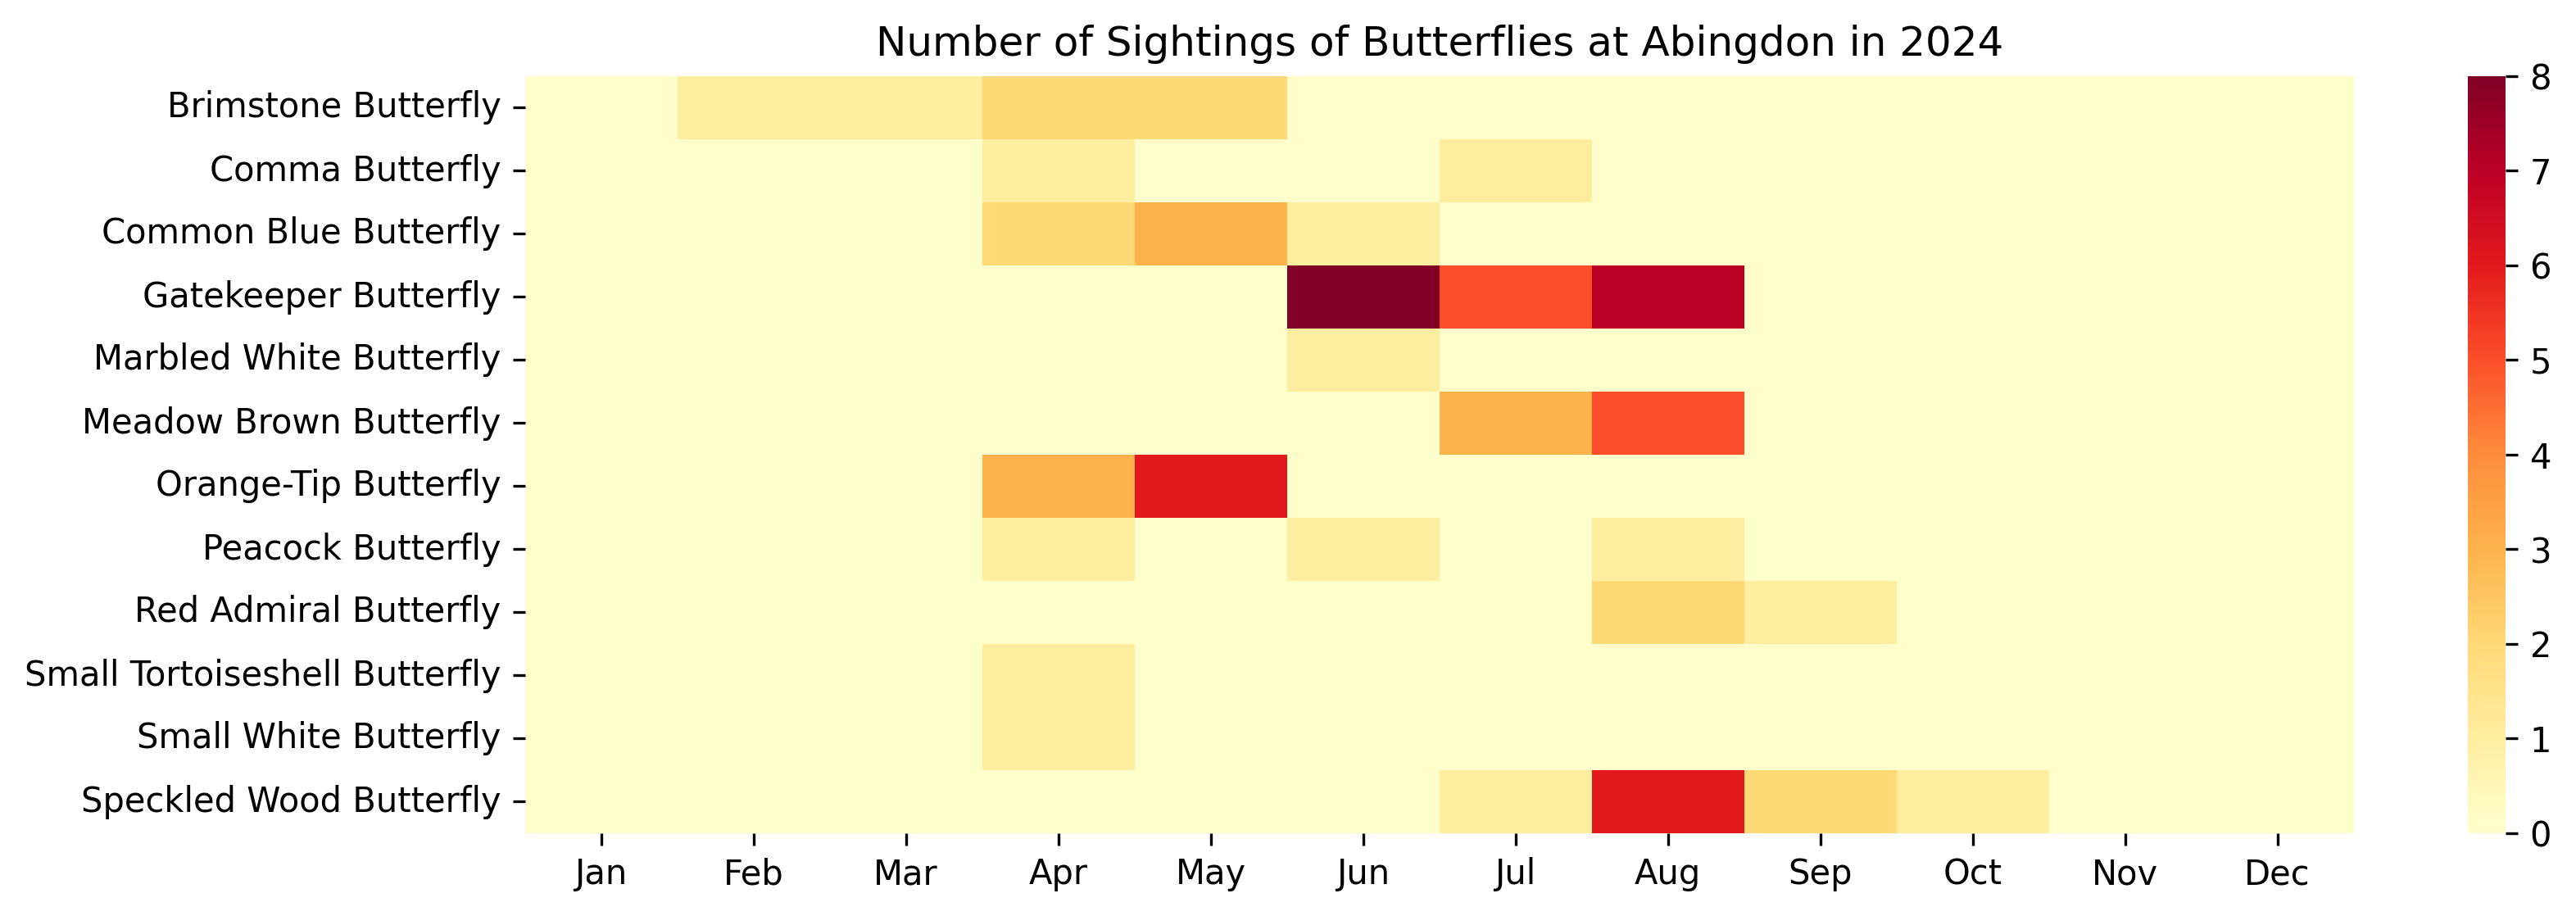 Number of Sightings of Butterflies at Abingdon in 2024
Brimstone Butterfly
Comma Butterfly
Common Blue Butterfly
Gatekeeper Butterfly
Marbled White Butterfly
Meadow Brown Butterfly
Orange-Tip Butterfly
Peacock Butterfly
Red Admiral Butterfly
Small Tortoiseshell Butterfly
Small White Butterfly
Speckled Wood Butterfly
Jan Feb Mar Apr May Jun Jul Aug Sep Oct Nov Dec
8
7
6
5
4
3
2
1
0